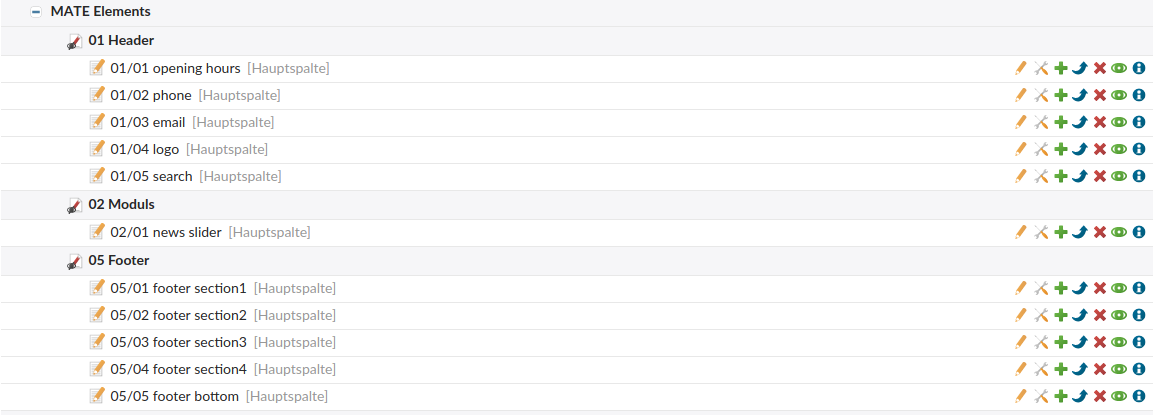 MATE Elements
01 Header
01/01 opening hours [Hauptspalte]
01/02 phone [Hauptspalte]
01/03 email [Hauptspalte]
01/04 logo [Hauptspalte]
01/05 search [Hauptspalte]
02 Moduls
02/01 news slider [Hauptspalte]
05 Footer
05/01 footer section1 [Hauptspalte]
05/02 footer section2 [Hauptspalte]
05/03 footer section3 [Hauptspalte]
05/04 footer section4 [Hauptspalte]
05/05 footer bottom [Hauptspalte]